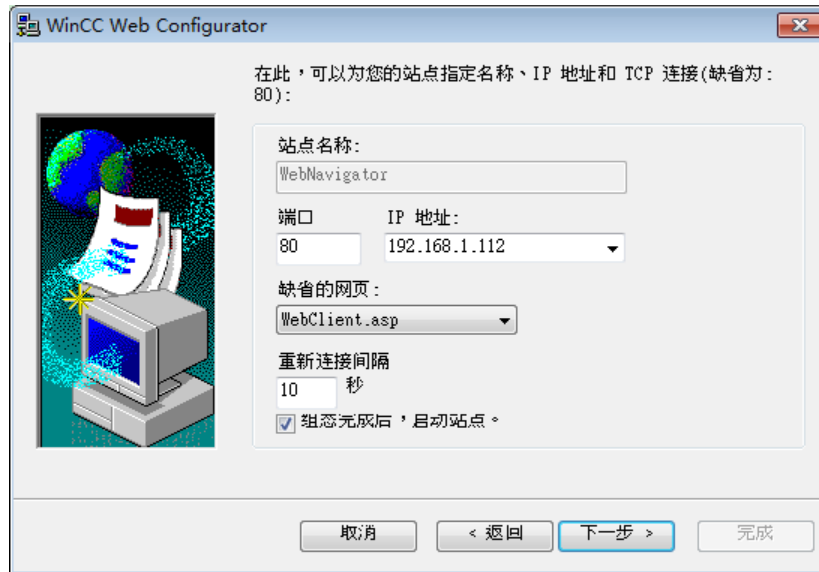 WinCC Web Configurator
在此，可以为您的站点指定名称、IP 地址和 TCP 连接(缺省为:
80):
站点名称:
WebNavigator
端口 IP 地址:
80 192.168.1.112
缺省的网页:
WebClient.asp
重新连接间隔
10 秒
组态完成后，启动站点。
取消 < 返回 下一步 > 完成